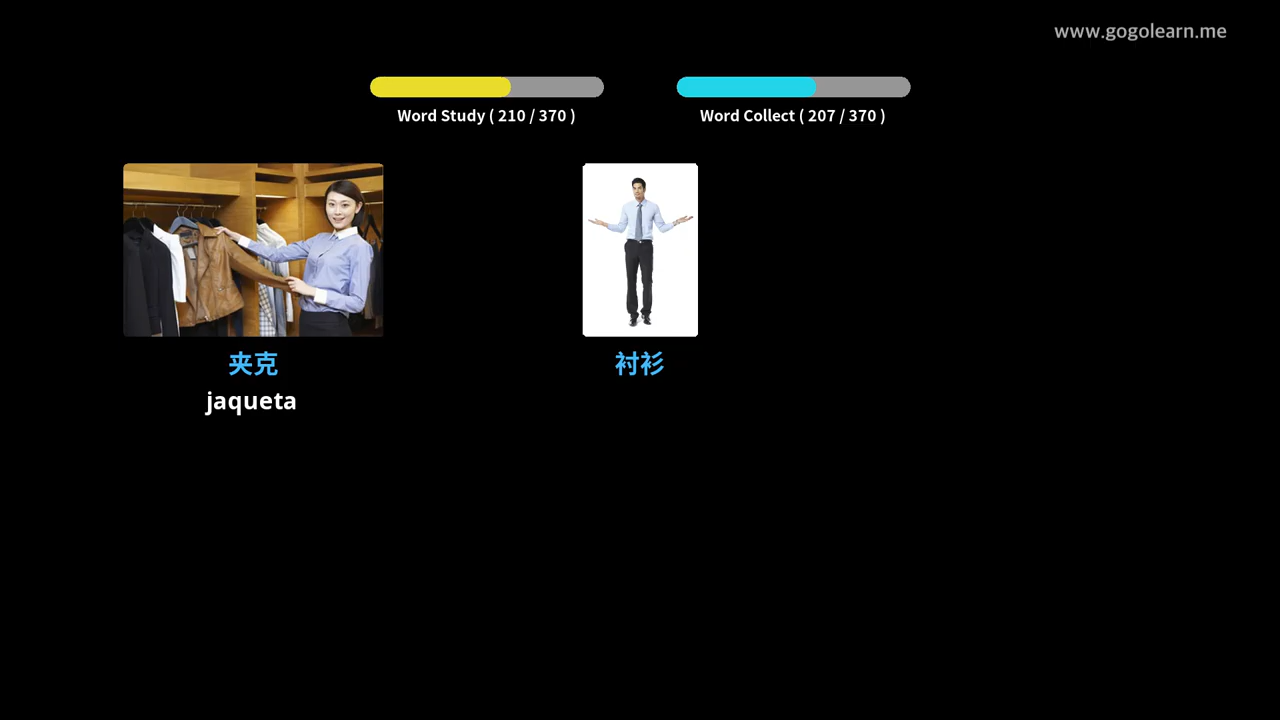 www.gogolearn.me
Word Study ( 210 / 370 )
Word Collect ( 207 / 370 )
夹克
衬衫
jaqueta